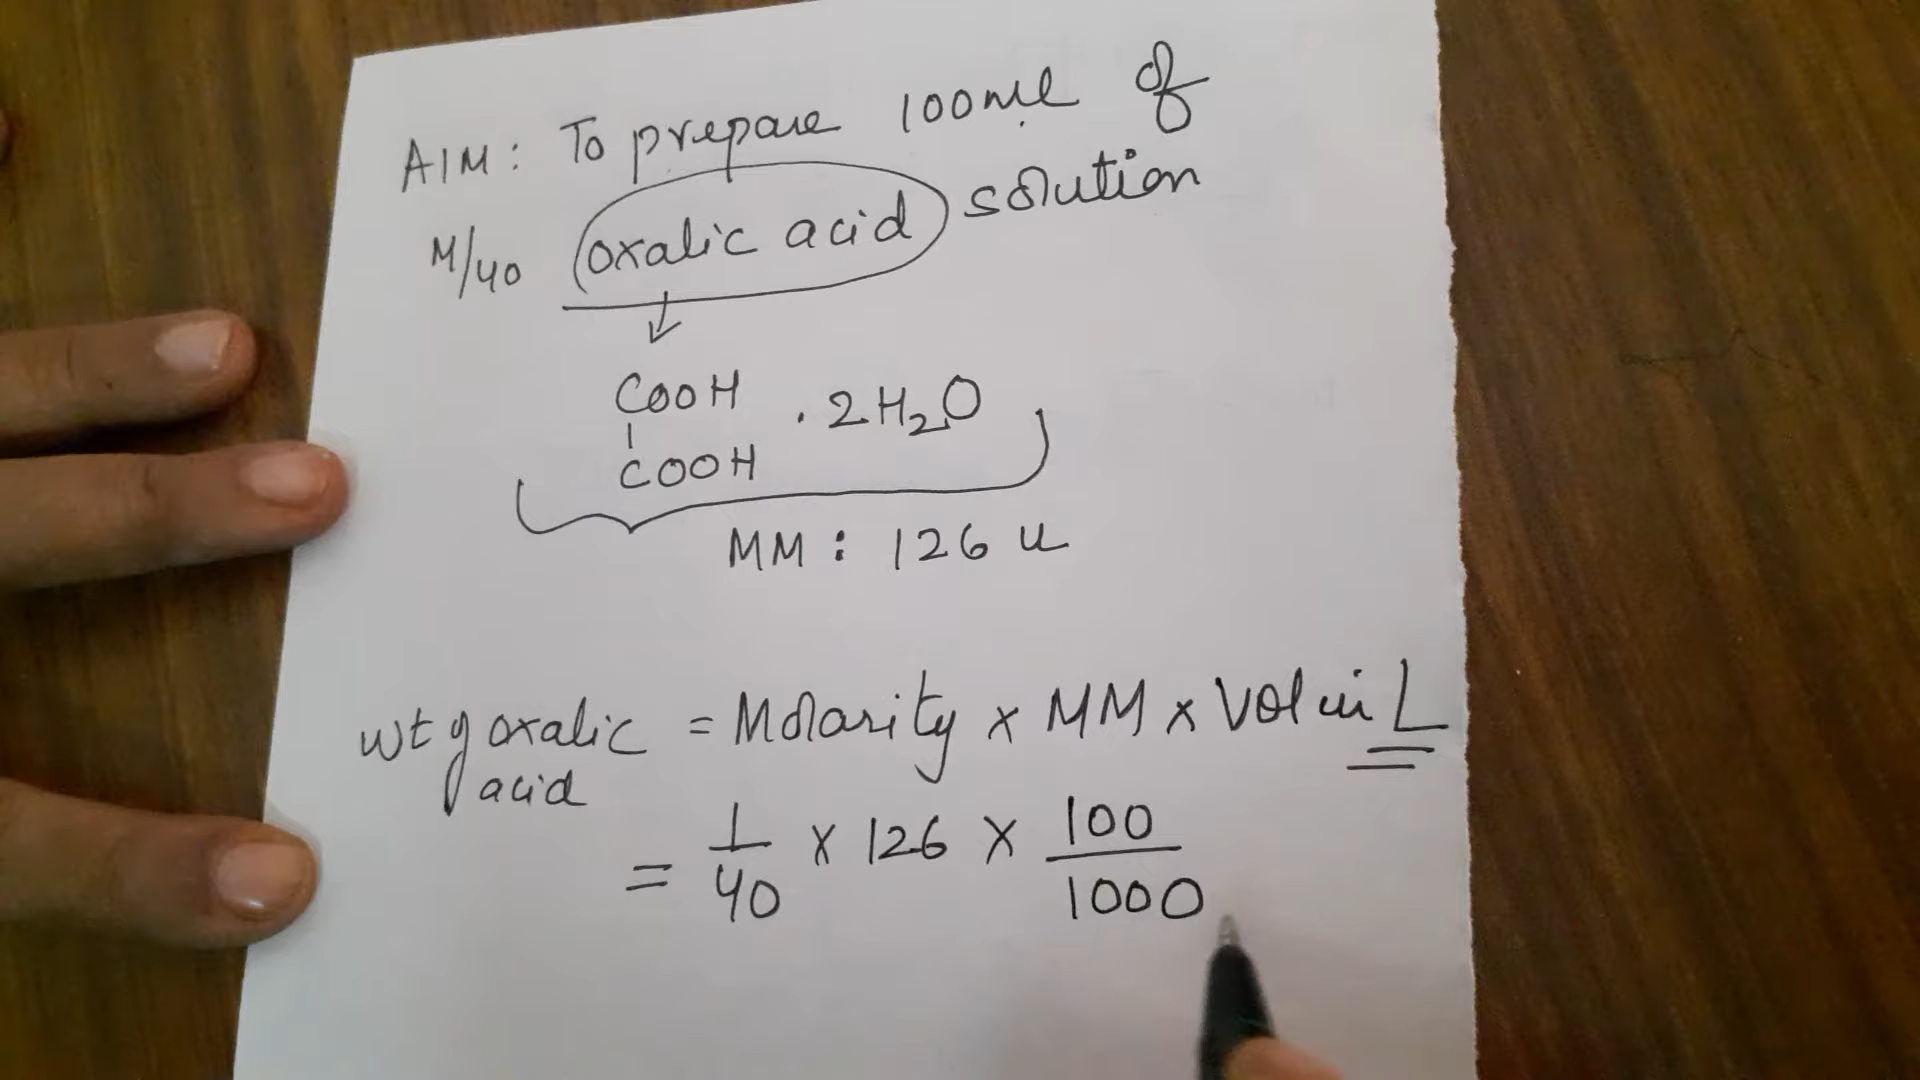 AIM: To prepare 100ml of
M/40 oxalic acid solution
COOH
. 2H₂O
COOH
MM : 126 u
wt of oxalic acid = Molarity x MM x Vol in L
= 1/40 x 126 x 100/1000